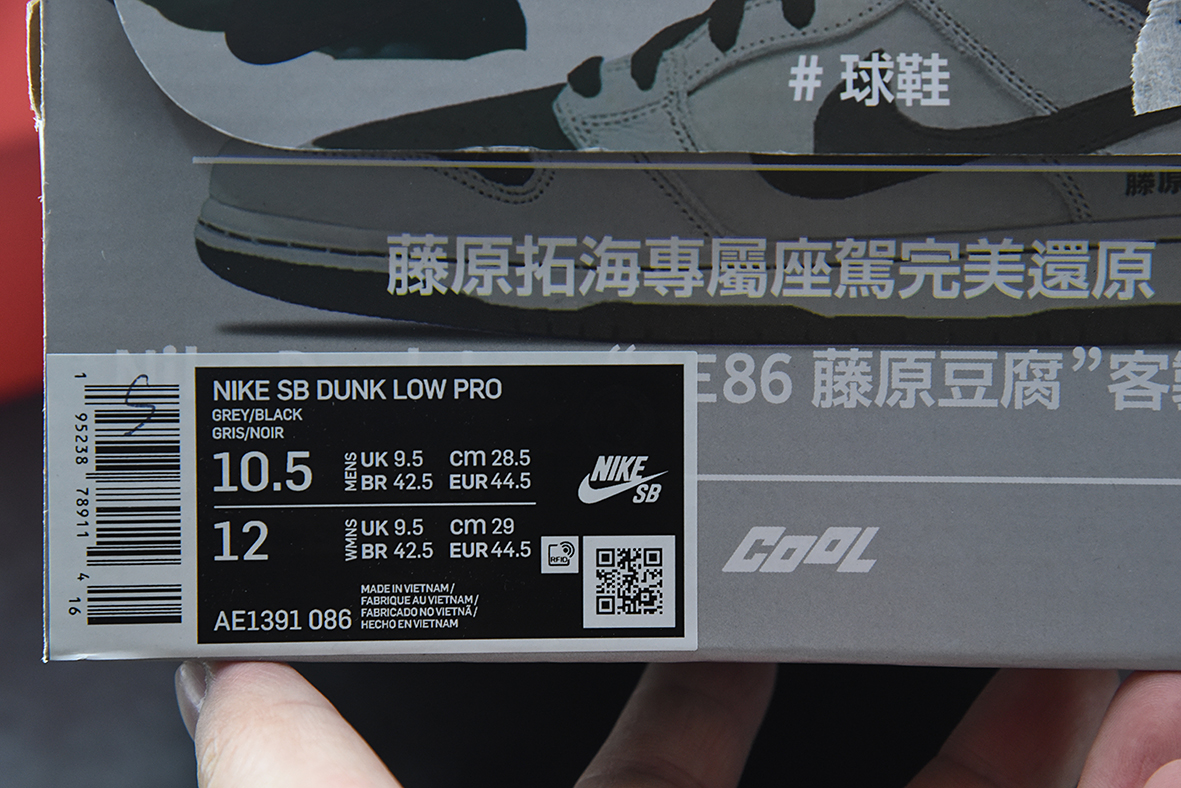 # 球鞋
藤原
藤原拓海專屬座駕完美還原
E86 藤原豆腐”客製
NIKE SB DUNK LOW PRO
GREY/BLACK
GRIS/NOIR
10.5 MENS UK 9.5 CM 28.5
BR 42.5 EUR 44.5
12 WMNS UK 9.5 CM 29
BR 42.5 EUR 44.5
NIKE
SB
RFID
MADE IN VIETNAM /
FABRIQUE AU VIETNAM /
FABRICADO NO VIETNÃ /
HECHO EN VIETNAM
AE1391 086
1 95238 78911 4 16
COOL